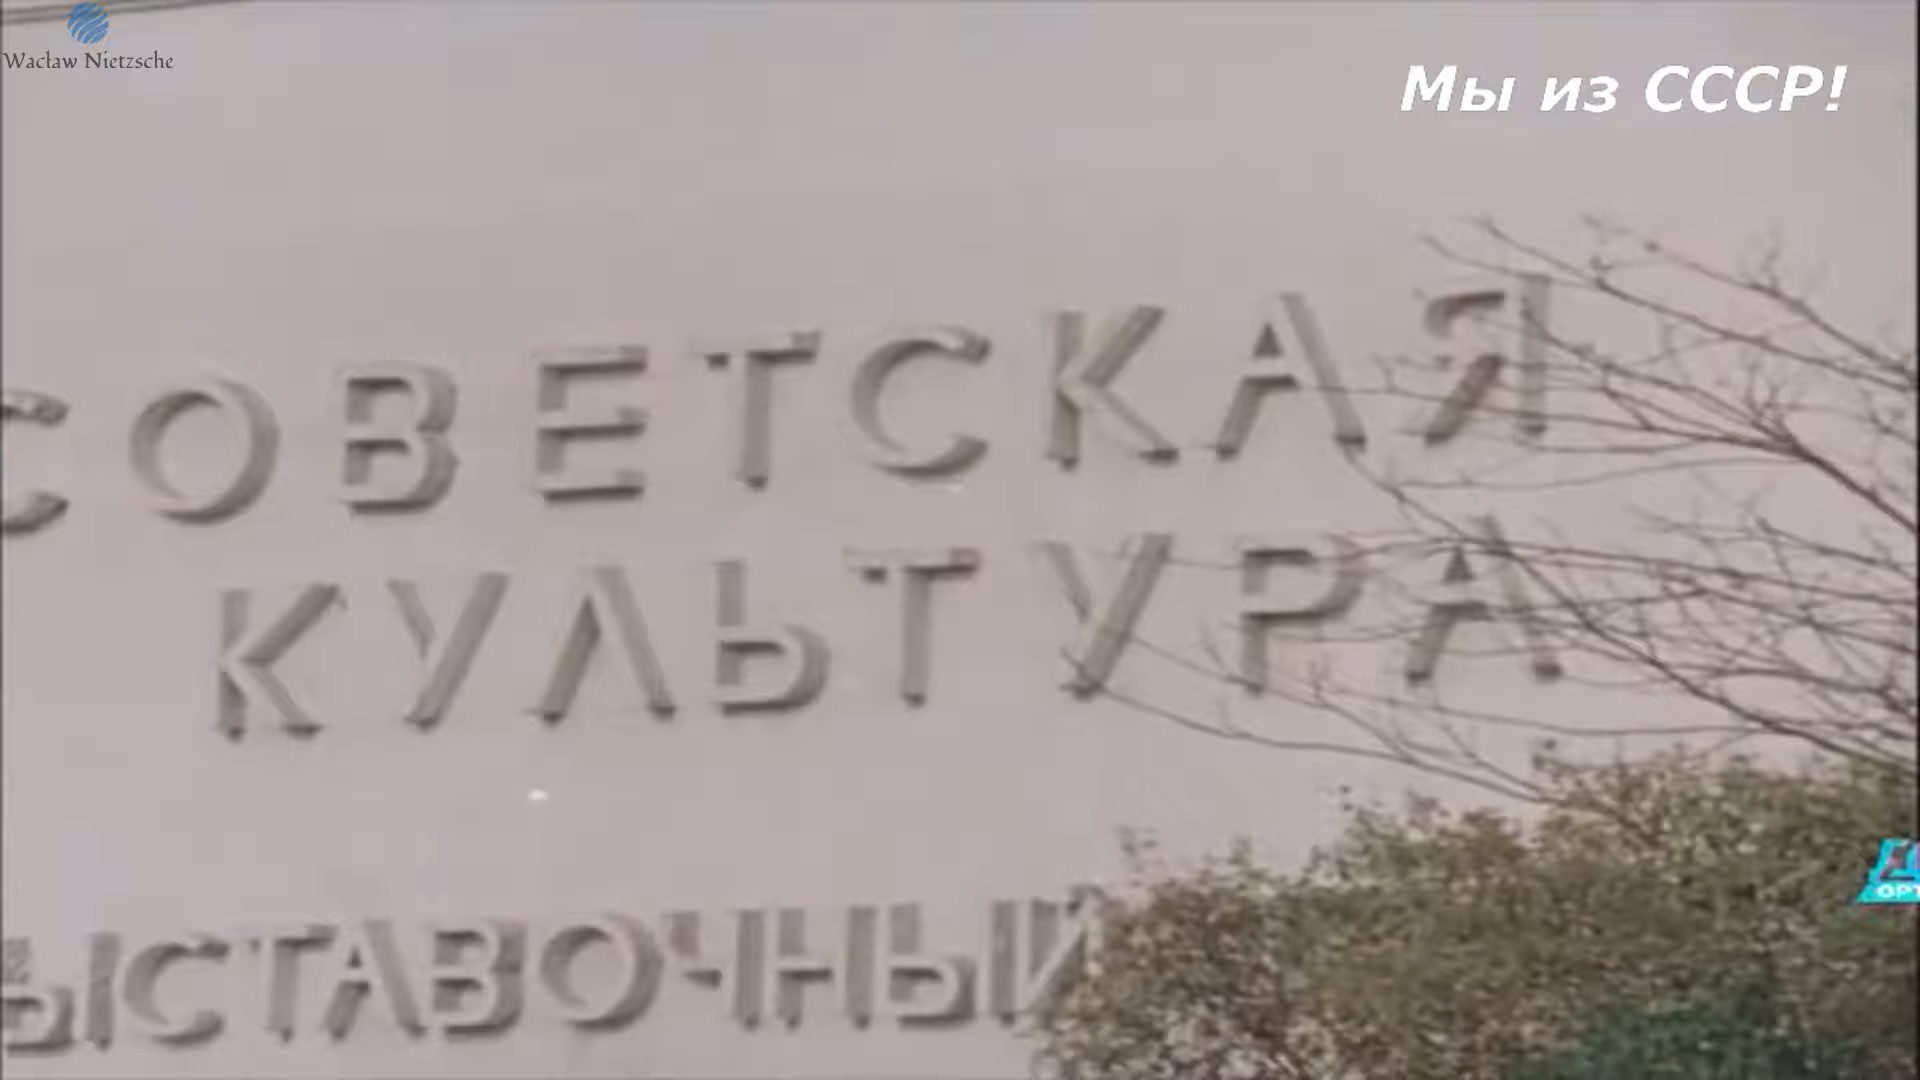 Wacław Nietzsche
Мы из СССР!
СОВЕТСКАЯ
КУЛЬТУРА
ЫСТАВОЧНЫЙ